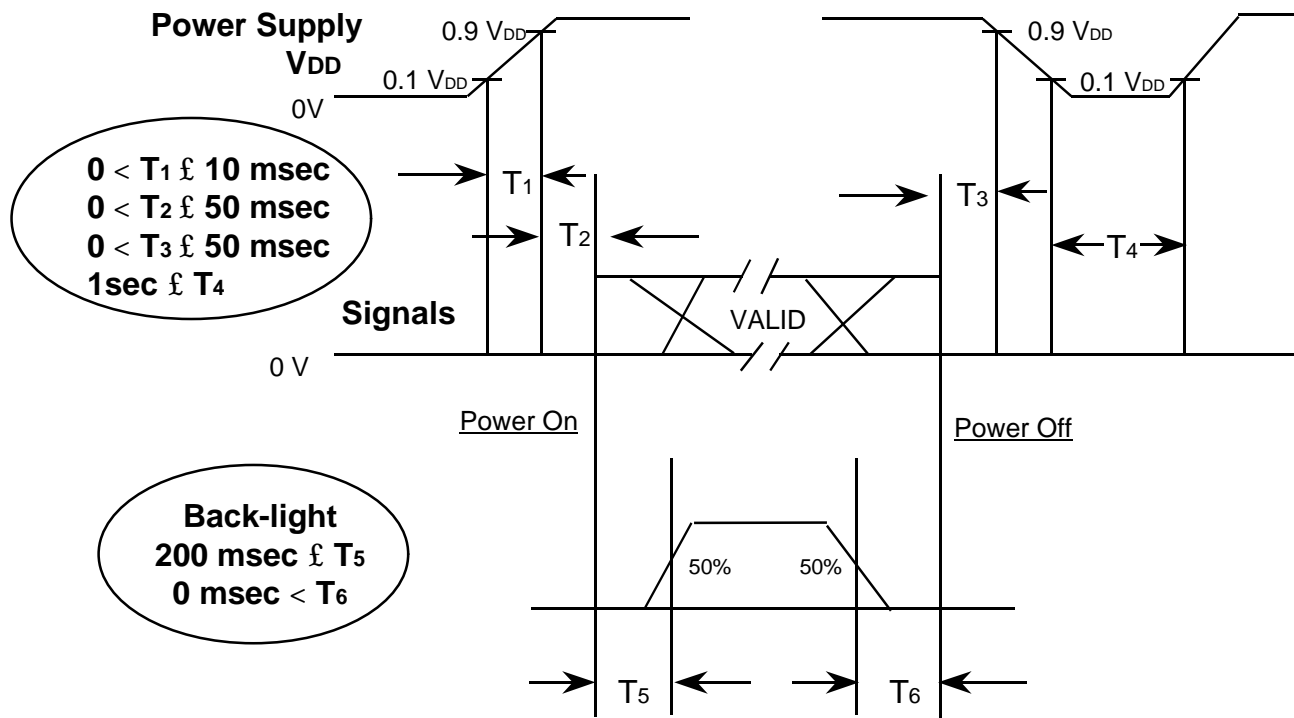 Power Supply
VDD
0.9 VDD
0.1 VDD
0V
0.9 VDD
0.1 VDD
0 < T1 £ 10 msec
0 < T2 £ 50 msec
0 < T3 £ 50 msec
1sec £ T4
T1
T2
T3
T4
Signals
VALID
0 V
Power On
Power Off
Back-light
200 msec £ T5
0 msec < T6
50%
50%
T5
T6